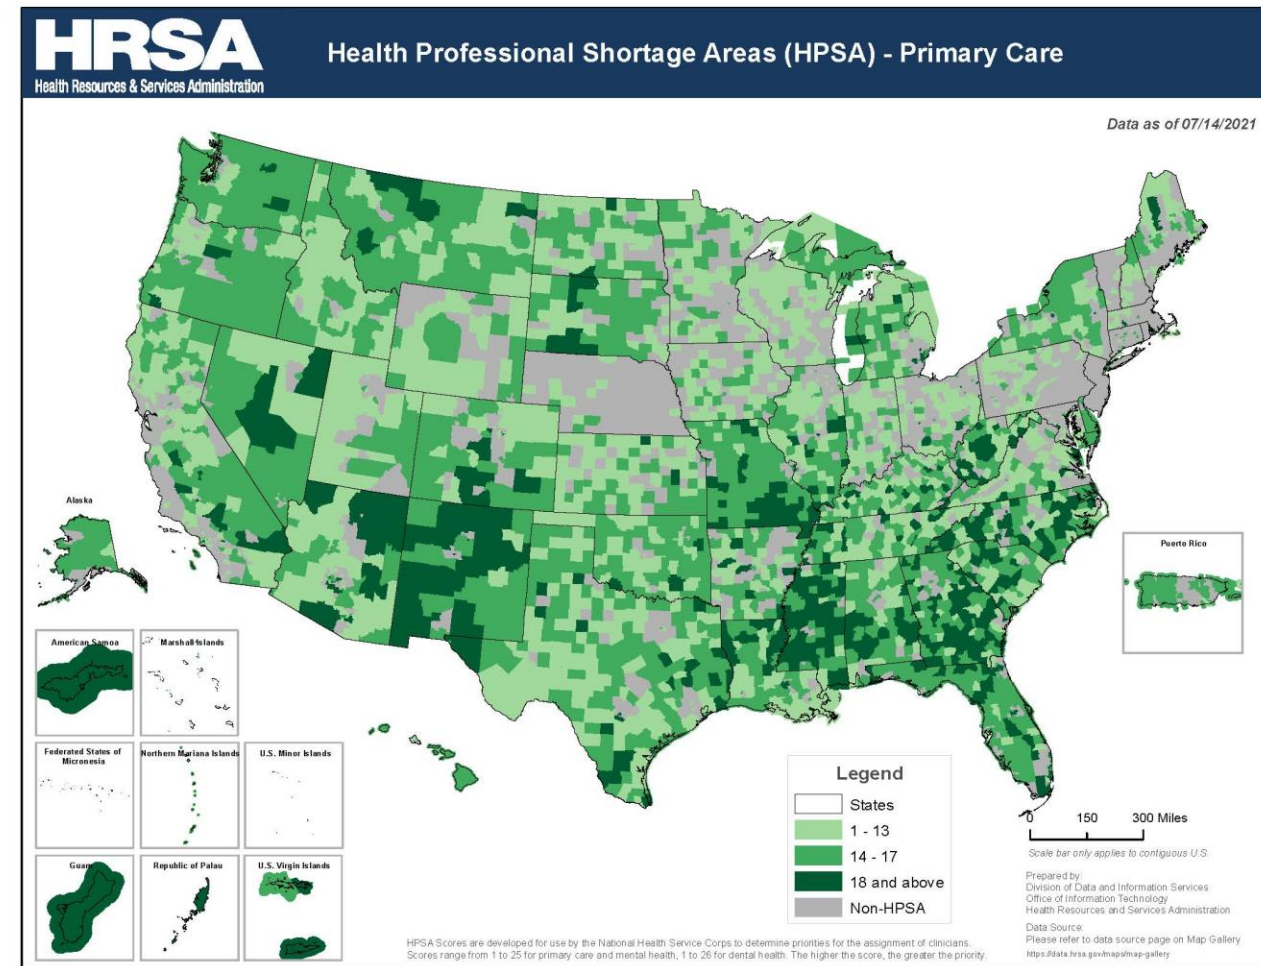 HRSA
Health Resources & Services Administration
Health Professional Shortage Areas (HPSA) - Primary Care
Data as of 07/14/2021
Alaska
Puerto Rico
American Samoa
Marshall Islands
Federated States of
Micronesia
Northern Mariana Islands
U.S. Minor Islands
Guam
Republic of Palau
U.S. Virgin Islands
Legend
States
1 - 13
14 - 17
18 and above
Non-HPSA
0 150 300 Miles
Scale bar only applies to contiguous U.S.
Prepared by:
Division of Data and Information Services
Office of Information Technology
Health Resources and Services Administration
Data Source:
Please refer to data source page on Map Gallery
https://data.hrsa.gov/maps/map-gallery
HPSA Scores are developed for use by the National Health Service Corps to determine priorities for the assignment of clinicians.
Scores range from 1 to 25 for primary care and mental health, 1 to 26 for dental health. The higher the score, the greater the priority.